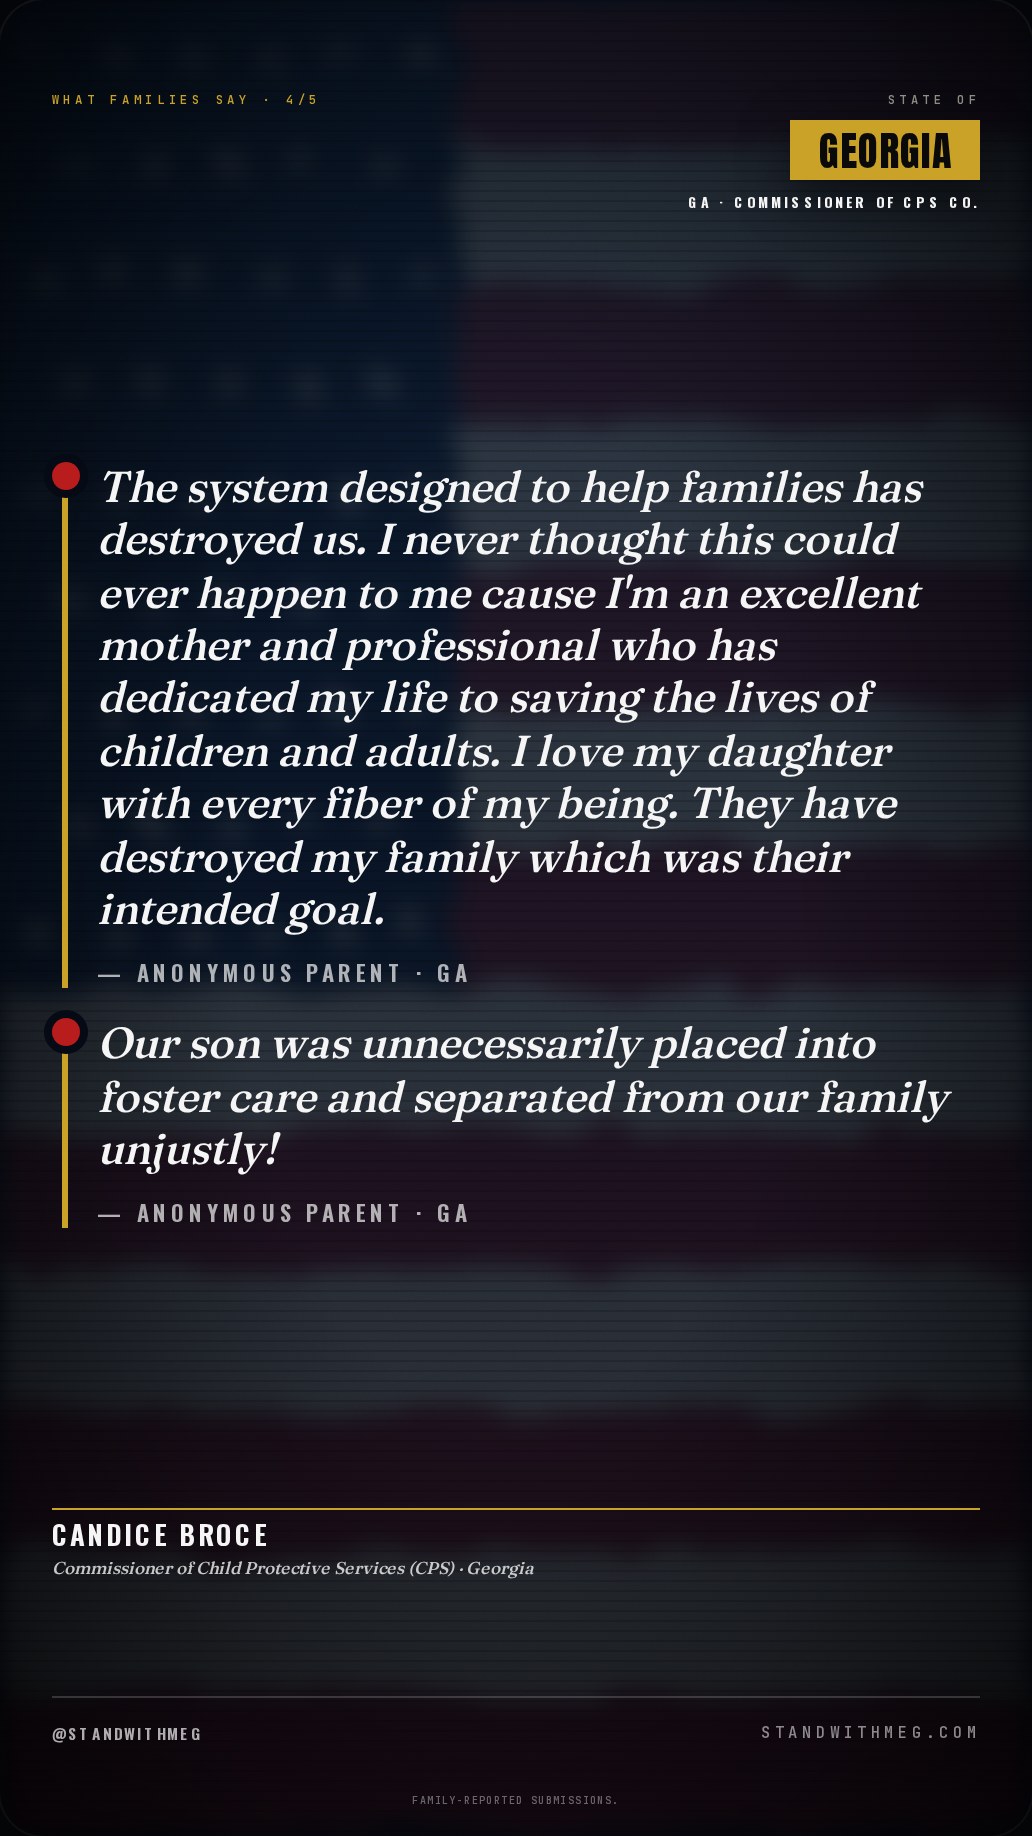 WHAT FAMILIES SAY · 4/5
STATE OF
GEORGIA
GA · COMMISSIONER OF CPS CO.
The system designed to help families has
destroyed us. I never thought this could
ever happen to me cause I'm an excellent
mother and professional who has
dedicated my life to saving the lives of
children and adults. I love my daughter
with every fiber of my being. They have
destroyed my family which was their
intended goal.
— ANONYMOUS PARENT · GA
Our son was unnecessarily placed into
foster care and separated from our family
unjustly!
— ANONYMOUS PARENT · GA
CANDICE BROCE
Commissioner of Child Protective Services (CPS) · Georgia
@STANDWITHMEG
STANDWITHMEG.COM
FAMILY-REPORTED SUBMISSIONS.